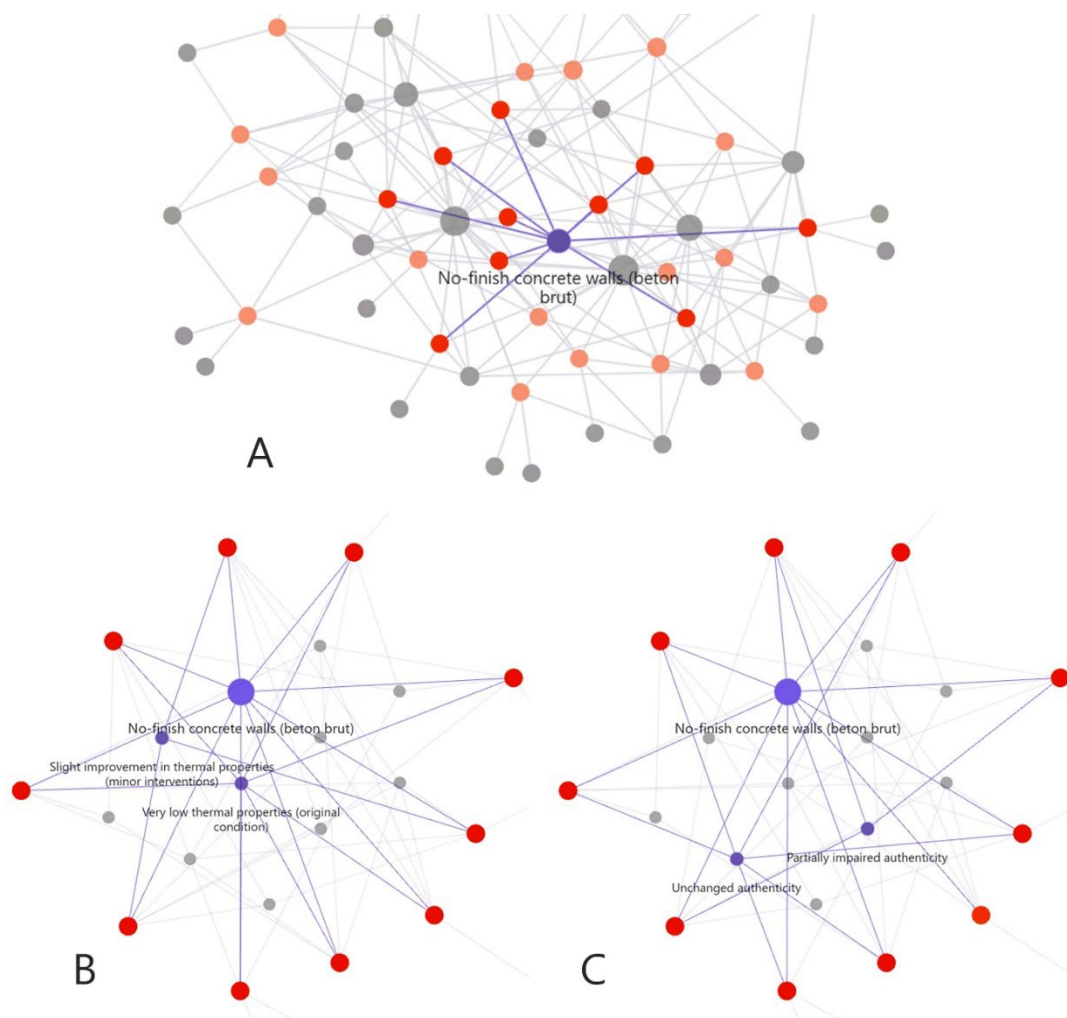 No-finish concrete walls (beton
brut)
A
No-finish concrete walls (beton brut)
Slight improvement in thermal properties
(minor interventions)
Very low thermal properties (original
condition)
B
No-finish concrete walls (beton brut)
Partially impaired authenticity
Unchanged authenticity
C